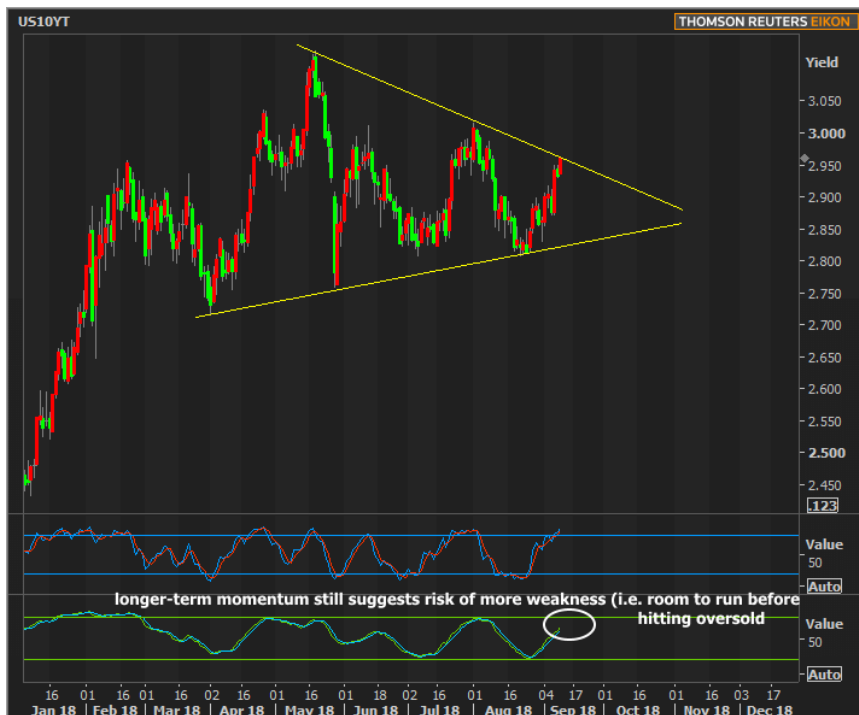 US10YT
THOMSON REUTERS EIKON
Yield
3.050
3.000
2.950
2.900
2.850
2.800
2.750
2.700
2.650
2.600
2.550
2.500
2.450
.123
Value
50
Auto
longer-term momentum still suggests risk of more weakness (i.e. room to run before
hitting oversold
Value
50
Auto
16 01 16 01 16 02 16 01 16 01 18 02 16 01 16 04 17 01 16 01 16 03 17
Jan 18 Feb 18 Mar 18 Apr 18 May 18 Jun 18 Jul 18 Aug 18 Sep 18 Oct 18 Nov 18 Dec 18